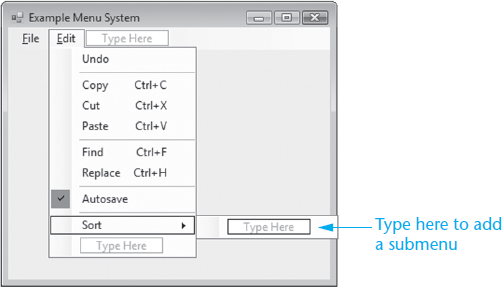 Example Menu System
File Edit Type Here
Undo
Copy Ctrl+C
Cut Ctrl+X
Paste Ctrl+V
Find Ctrl+F
Replace Ctrl+H
Autosave
Sort Type Here
Type Here
Type here to add
a submenu